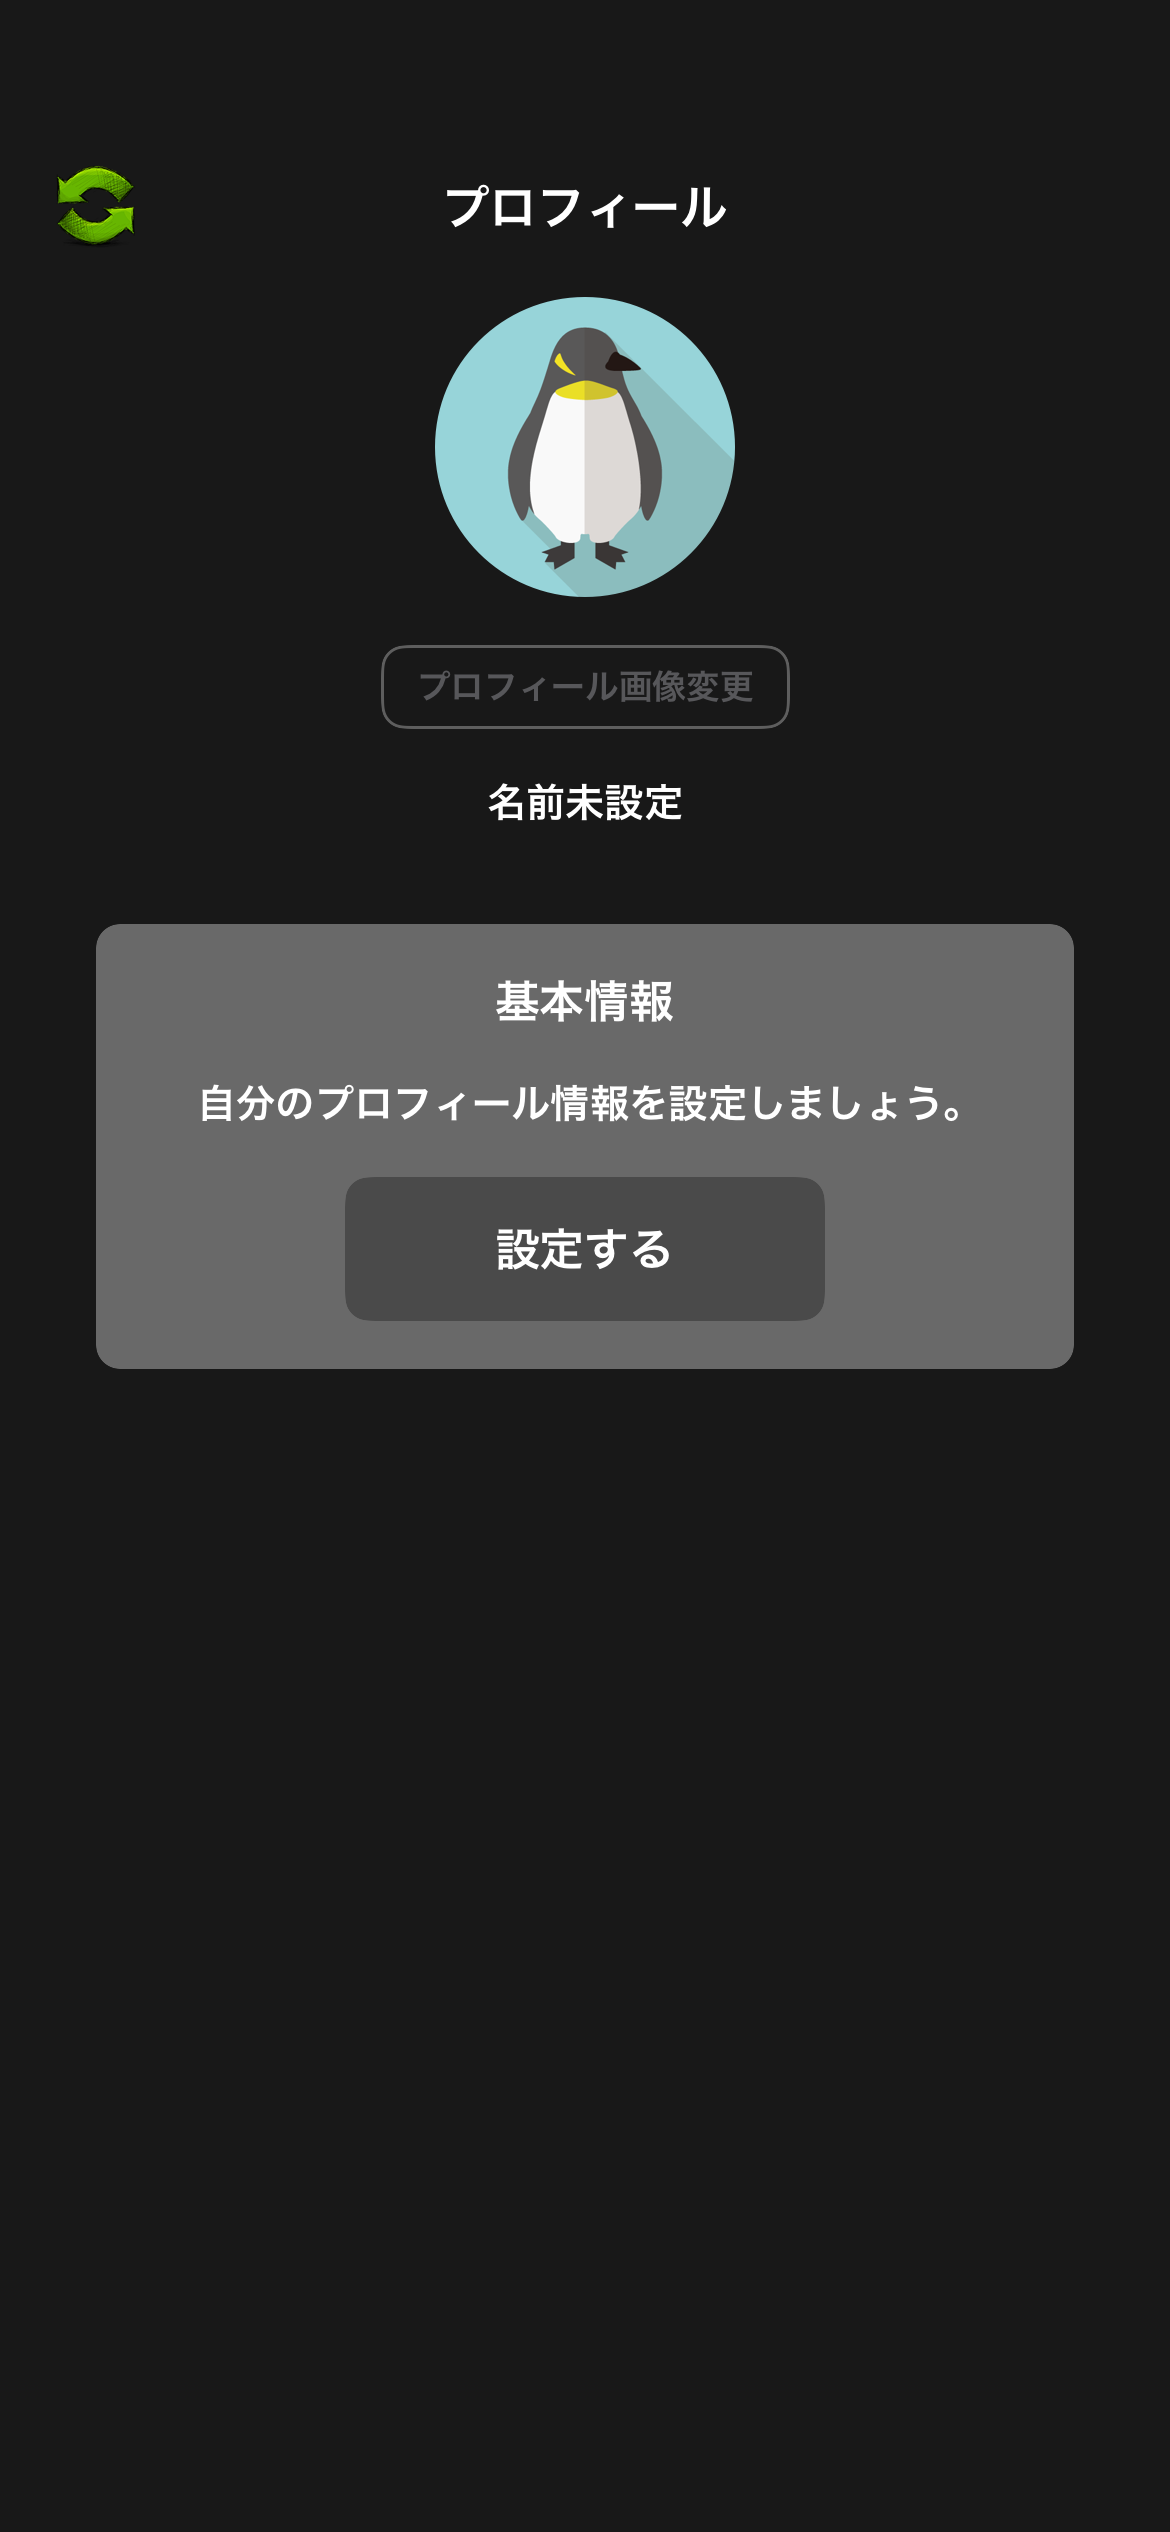 プロフィール
プロフィール画像変更
名前未設定
基本情報
自分のプロフィール情報を設定しましょう。
設定する